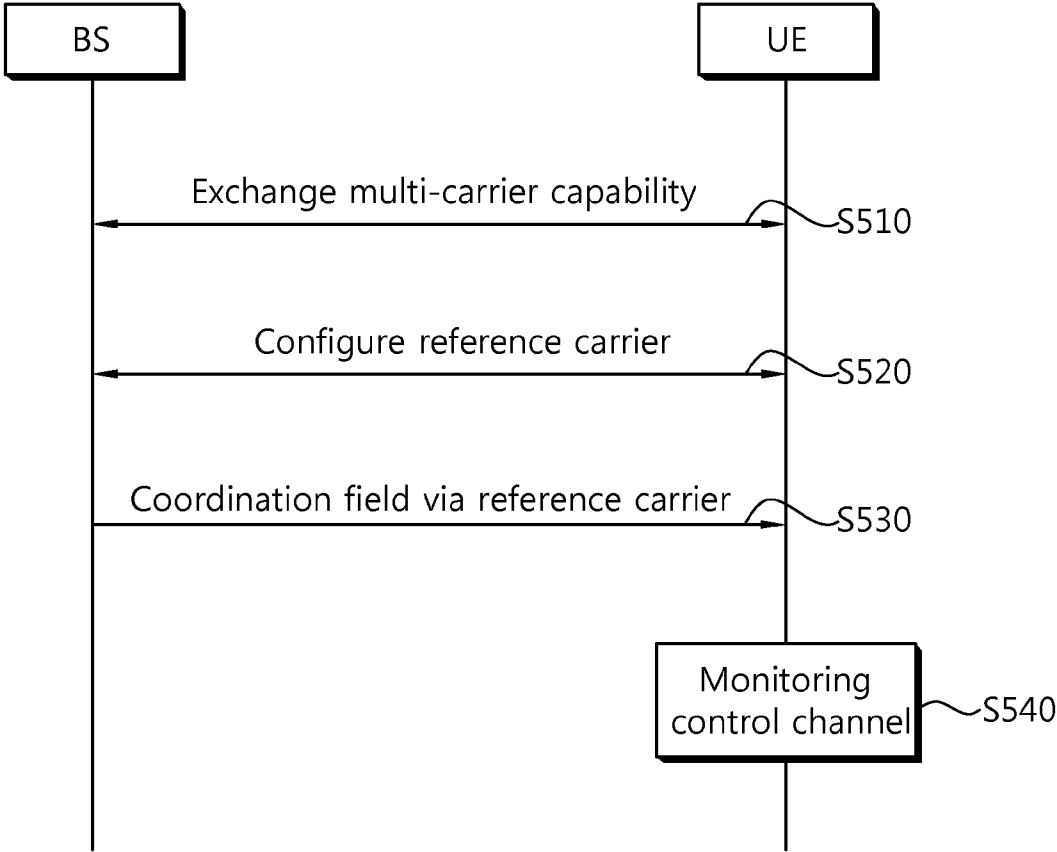 BS
UE
Exchange multi-carrier capability
S510
Configure reference carrier
S520
Coordination field via reference carrier
S530
Monitoring
control channel
S540